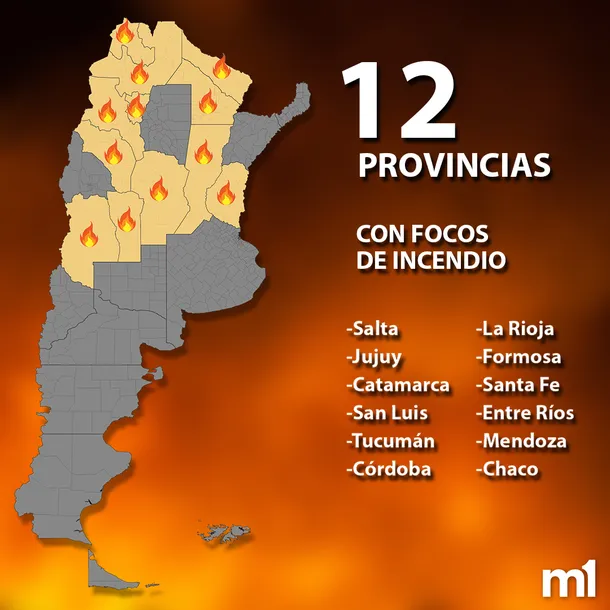 12
PROVINCIAS
CON FOCOS
DE INCENDIO
-Salta
-Jujuy
-Catamarca
-San Luis
-Tucumán
-Córdoba
-La Rioja
-Formosa
-Santa Fe
-Entre Ríos
-Mendoza
-Chaco
m1